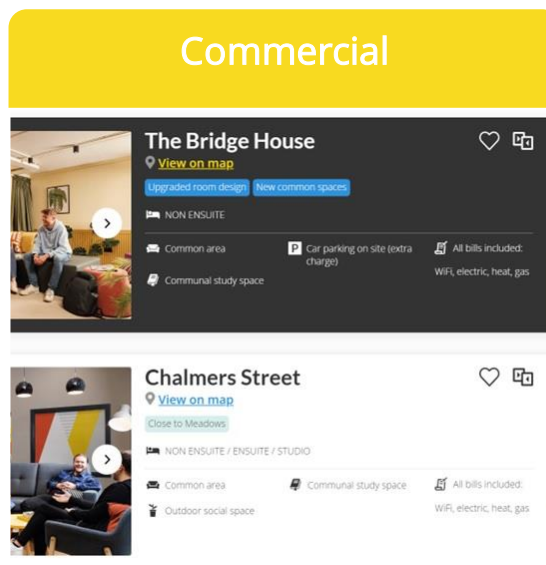 Commercial
The Bridge House
View on map
Upgraded room design New common spaces
NON ENSUITE
Common area
Car parking on site (extra
charge)
All bills included:
WiFi, electric, heat, gas
Communal study space
Chalmers Street
View on map
Close to Meadows
NON ENSUITE / ENSUITE / STUDIO
Common area
Communal study space
All bills included:
WiFi, electric, heat, gas
Outdoor social space